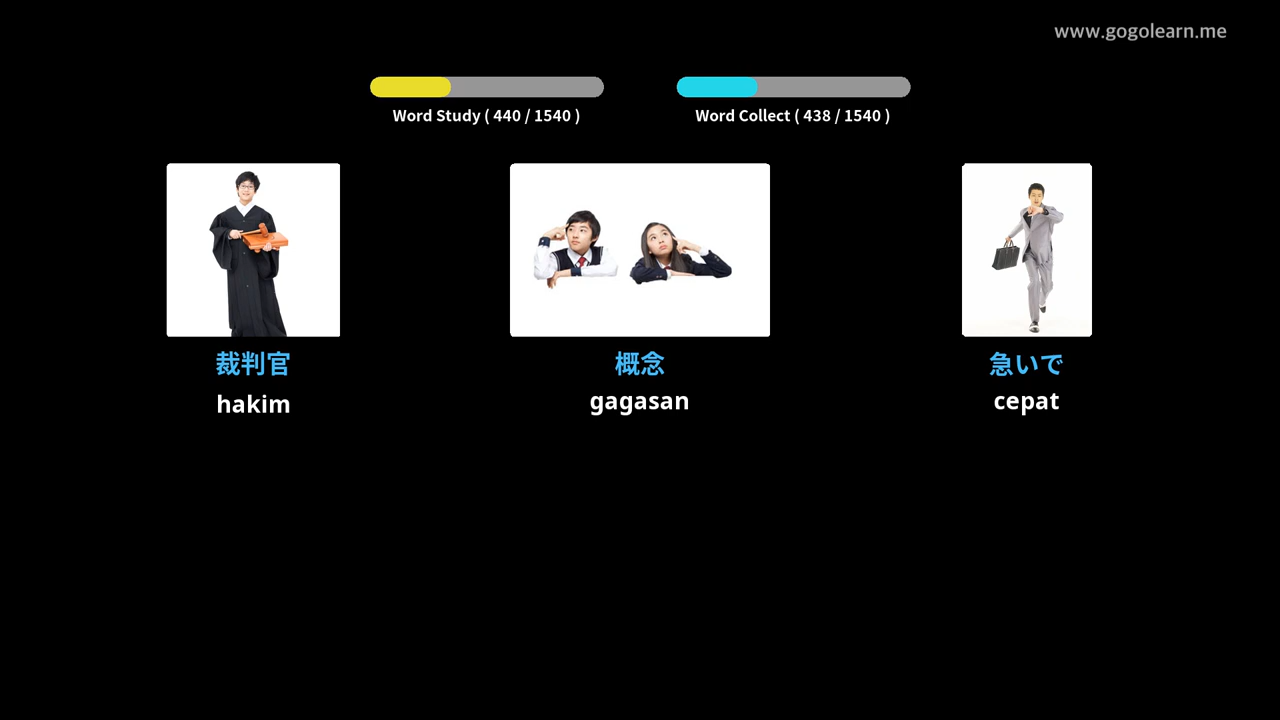 www.gogolearn.me
Word Study ( 440 / 1540 )
Word Collect ( 438 / 1540 )
裁判官
hakim
概念
gagasan
急いで
cepat